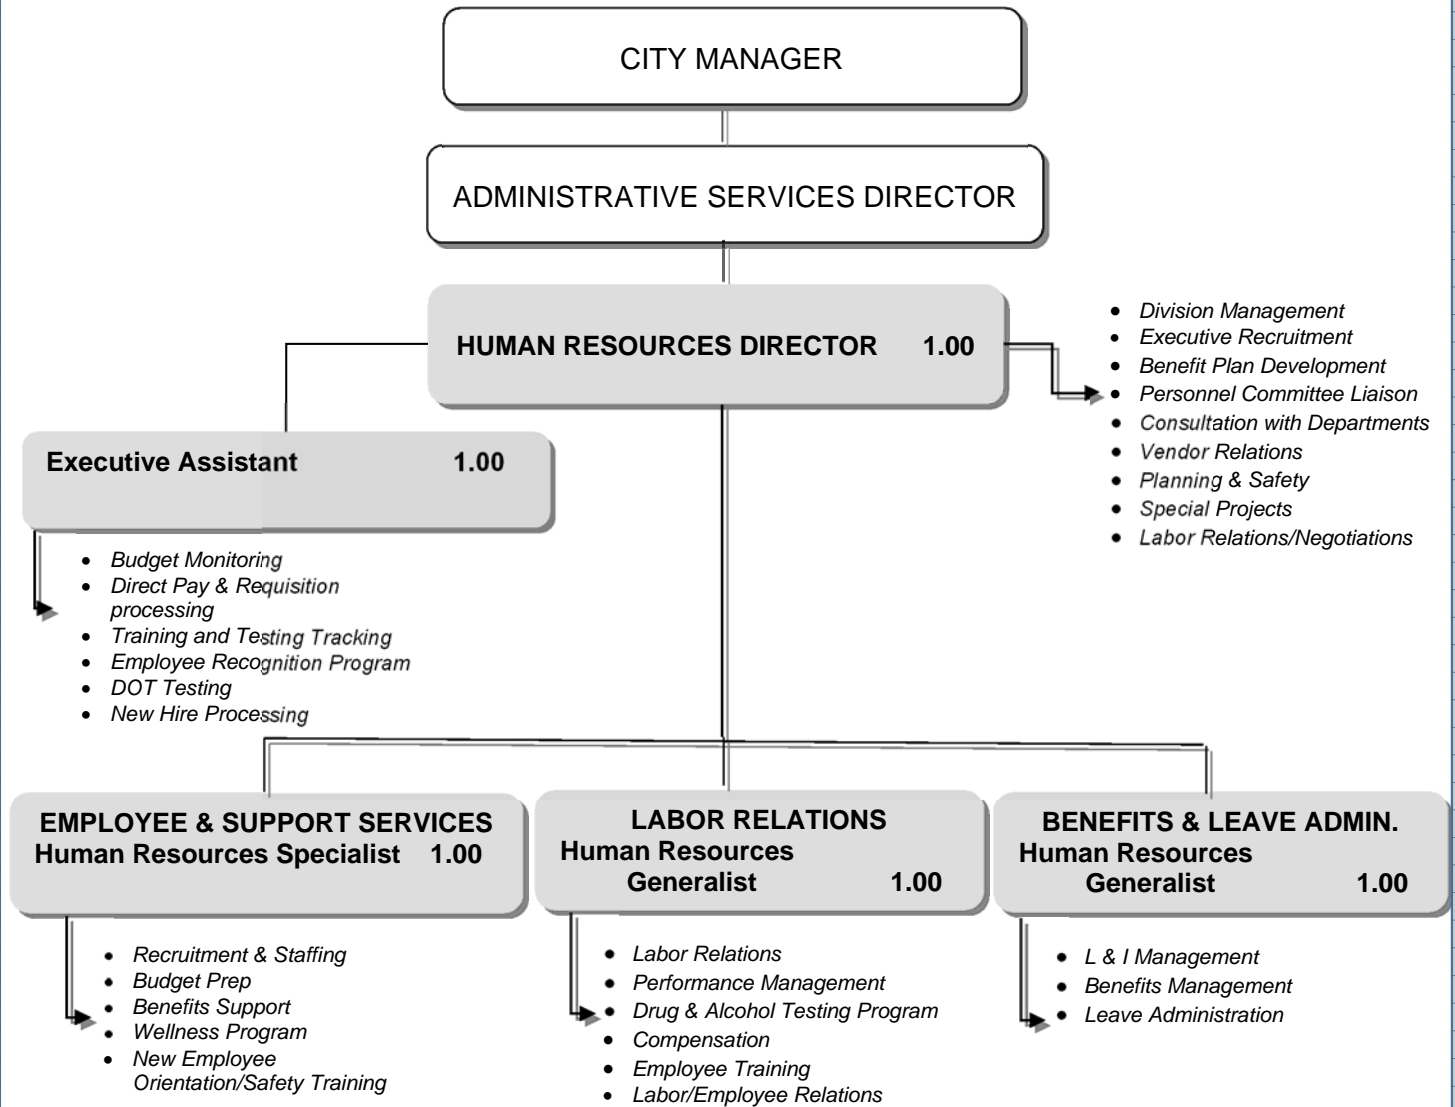 CITY MANAGER
ADMINISTRATIVE SERVICES DIRECTOR
HUMAN RESOURCES DIRECTOR 1.00
• Division Management
• Executive Recruitment
• Benefit Plan Development
• Personnel Committee Liaison
• Consultation with Departments
• Vendor Relations
• Planning & Safety
• Special Projects
• Labor Relations/Negotiations
Executive Assistant 1.00
• Budget Monitoring
• Direct Pay & Requisition
processing
• Training and Testing Tracking
• Employee Recognition Program
• DOT Testing
• New Hire Processing
EMPLOYEE & SUPPORT SERVICES
Human Resources Specialist 1.00
• Recruitment & Staffing
• Budget Prep
• Benefits Support
• Wellness Program
• New Employee
Orientation/Safety Training
LABOR RELATIONS
Human Resources
Generalist 1.00
• Labor Relations
• Performance Management
• Drug & Alcohol Testing Program
• Compensation
• Employee Training
• Labor/Employee Relations
BENEFITS & LEAVE ADMIN.
Human Resources
Generalist 1.00
• L & I Management
• Benefits Management
• Leave Administration